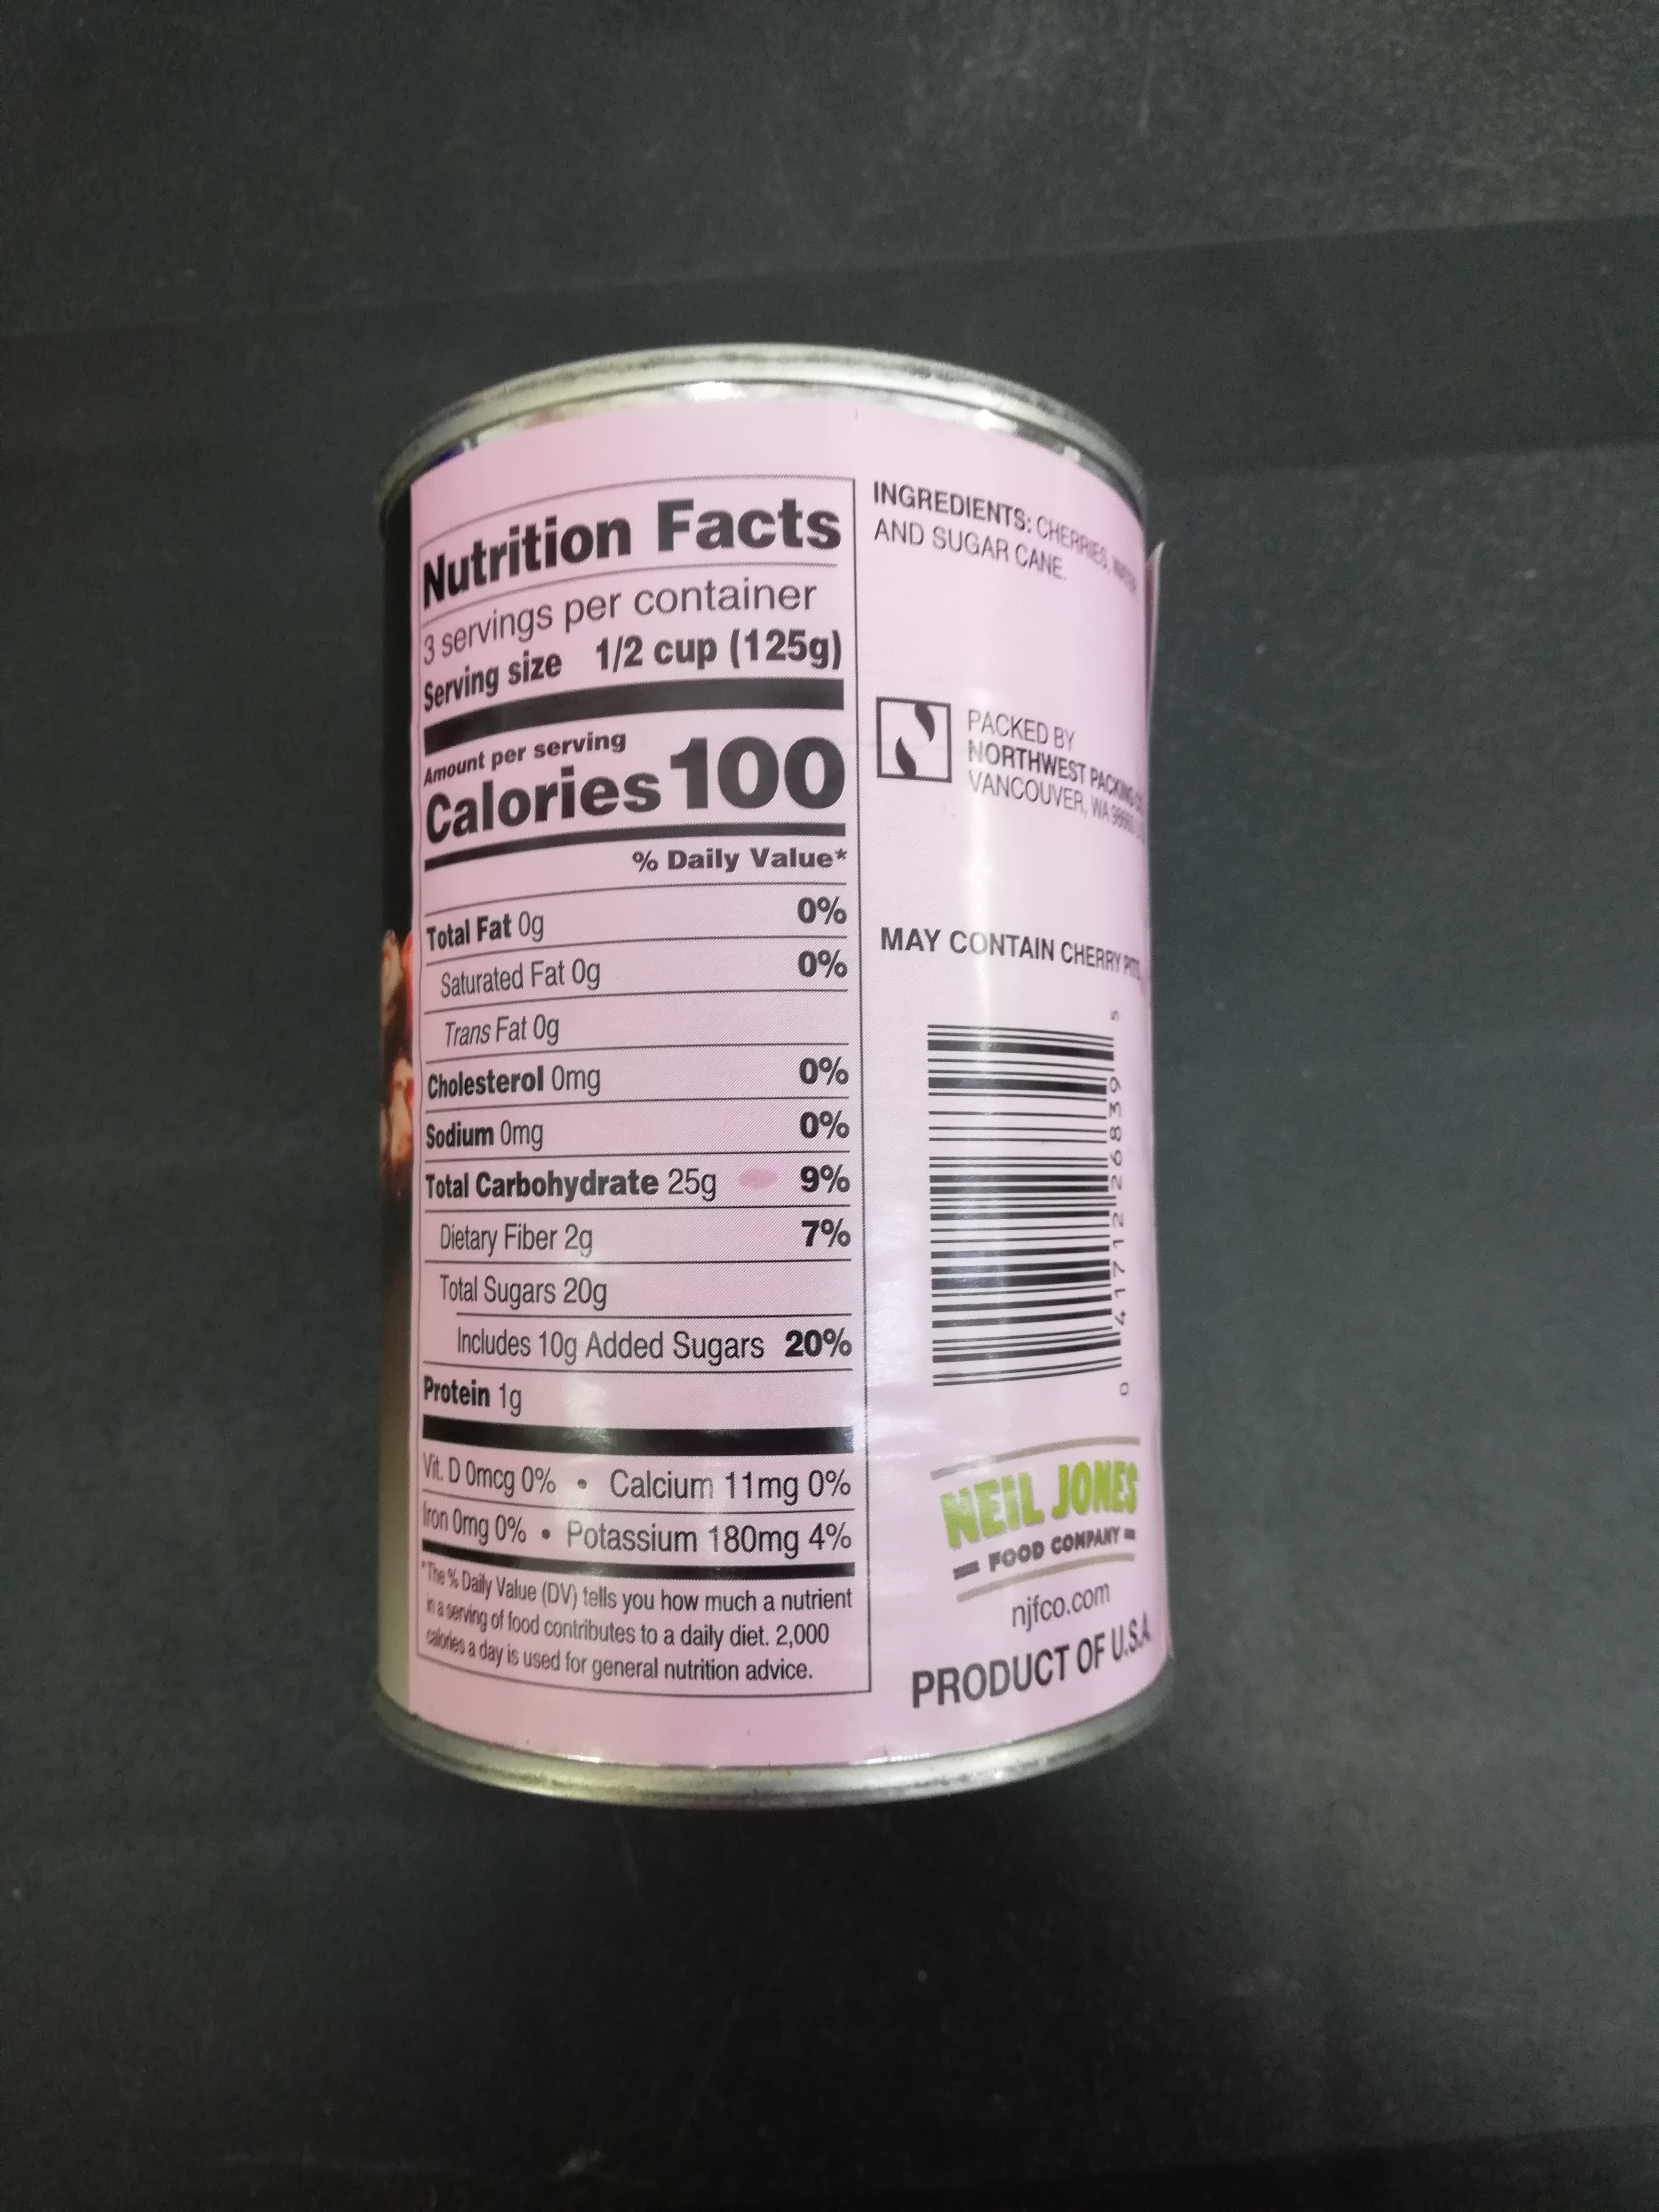 Nutrition Facts
3 servings per container
Serving size 1/2 cup (125g)
Amount per serving
Calories 100
% Daily Value*
Total Fat 0g 0%
Saturated Fat 0g 0%
Trans Fat 0g
Cholesterol 0mg 0%
Sodium 0mg 0%
Total Carbohydrate 25g 9%
Dietary Fiber 2g 7%
Total Sugars 20g
Includes 10g Added Sugars 20%
Protein 1g
Vit. D 0mcg 0% • Calcium 11mg 0%
Iron 0mg 0% • Potassium 180mg 4%
*The % Daily Value (DV) tells you how much a nutrient
in a serving of food contributes to a daily diet. 2,000
calories a day is used for general nutrition advice.
INGREDIENTS: CHERRIES, WATER
AND SUGAR CANE.
PACKED BY
NORTHWEST PACKING
VANCOUVER, WA
MAY CONTAIN CHERRY PITS
0 41712 26839 5
NEIL JONES
FOOD COMPANY
njfco.com
PRODUCT OF U.S.A.